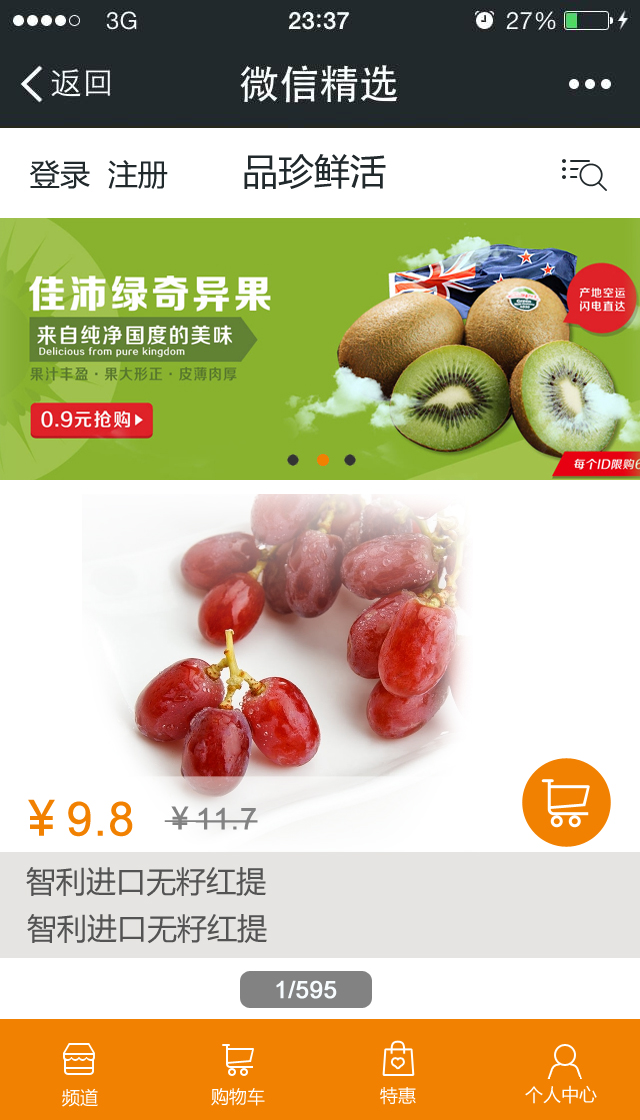 3G 23:37 27%
返回 微信精选
登录 注册 品珍鲜活
佳沛绿奇异果
来自纯净国度的美味
Delicious from pure kingdom
果汁丰盈·果大形正·皮薄肉厚
0.9元抢购
产地空运
闪电直达
每个ID限购6
¥ 9.8 ¥ 11.7
智利进口无籽红提
智利进口无籽红提
1/595
频道 购物车 特惠 个人中心